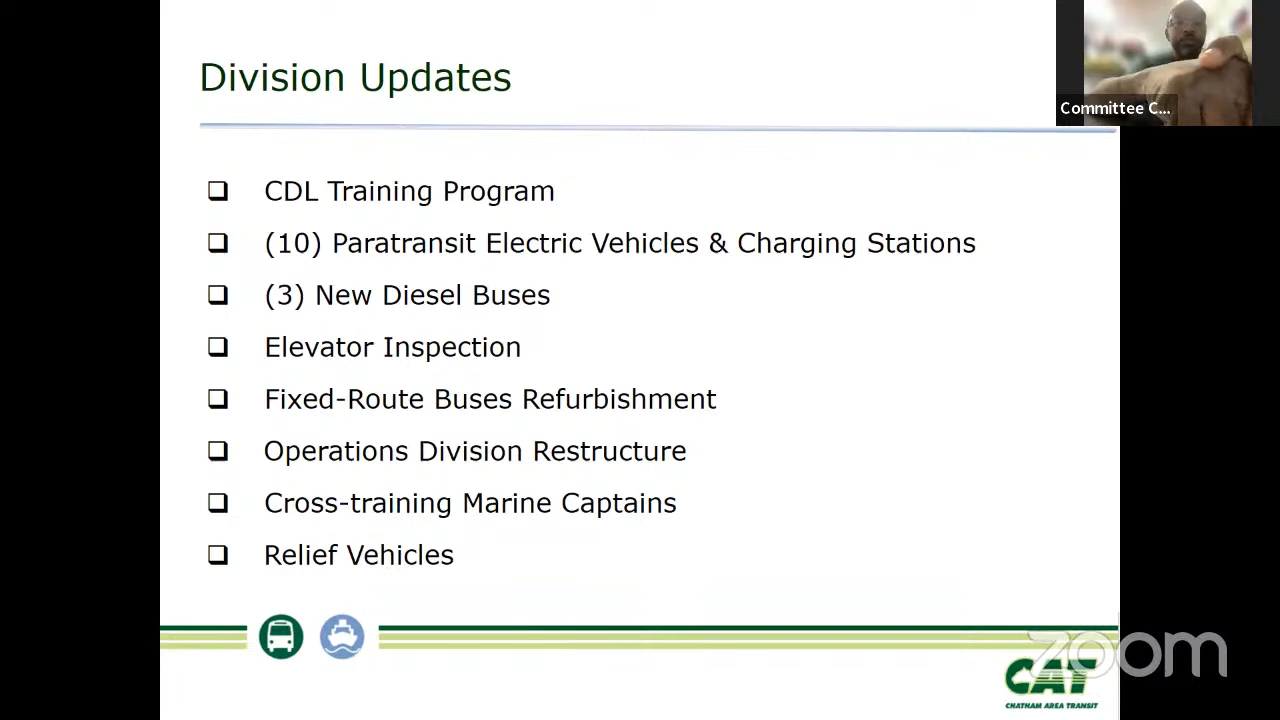 Division Updates
Committee C...
CDL Training Program
(10) Paratransit Electric Vehicles & Charging Stations
(3) New Diesel Buses
Elevator Inspection
Fixed-Route Buses Refurbishment
Operations Division Restructure
Cross-training Marine Captains
Relief Vehicles
zoom
CAT
CHATHAM AREA TRANSIT